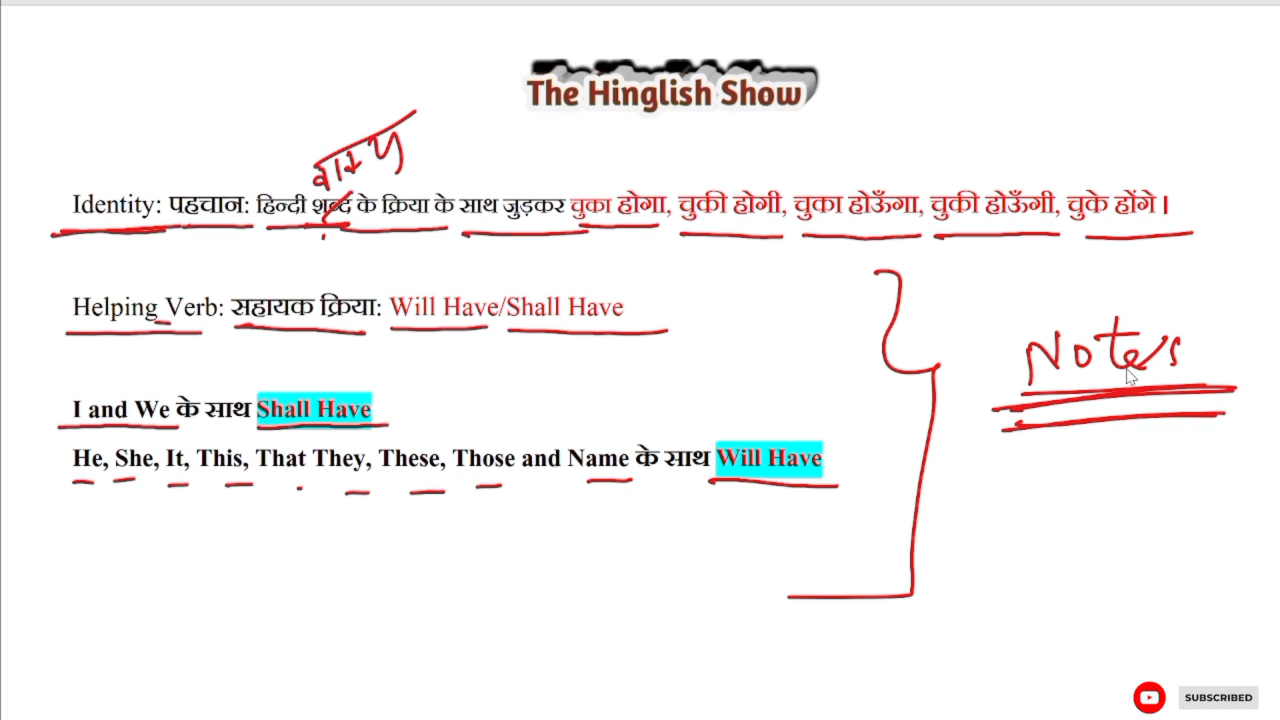 The Hinglish Show
वाक्य
Identity: पहचान: हिन्दी शब्द के क्रिया के साथ जुड़कर चुका होगा, चुकी होगी, चुका होऊँगा, चुकी होऊँगी, चुके होंगे।
Helping Verb: सहायक क्रिया: Will Have/Shall Have
Notes
I and We के साथ Shall Have
He, She, It, This, That They, These, Those and Name के साथ Will Have
SUBSCRIBED